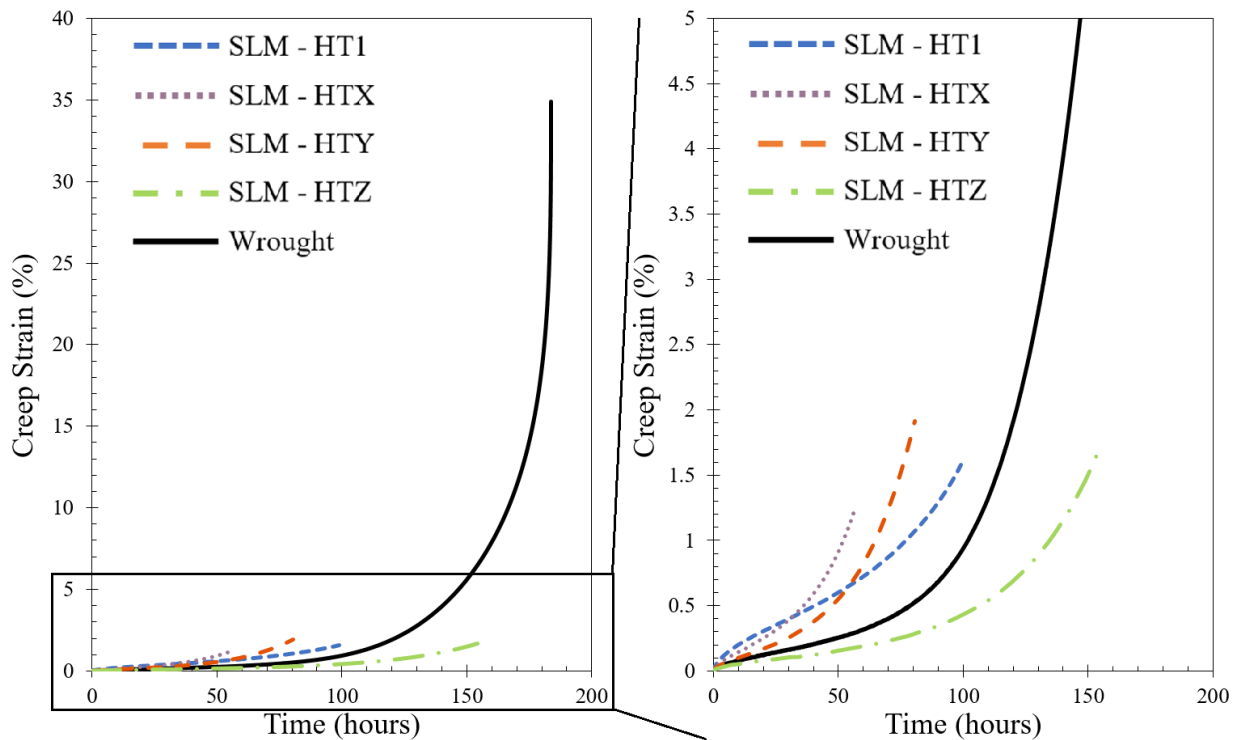 40
35
30
25
20
15
10
5
0
Creep Strain (%)
SLM - HT1
SLM - HTX
SLM - HTY
SLM - HTZ
Wrought
0 50 100 150 200
Time (hours)
5
4.5
4
3.5
3
2.5
2
1.5
1
0.5
0
Creep Strain (%)
SLM - HT1
SLM - HTX
SLM - HTY
SLM - HTZ
Wrought
0 50 100 150 200
Time (hours)